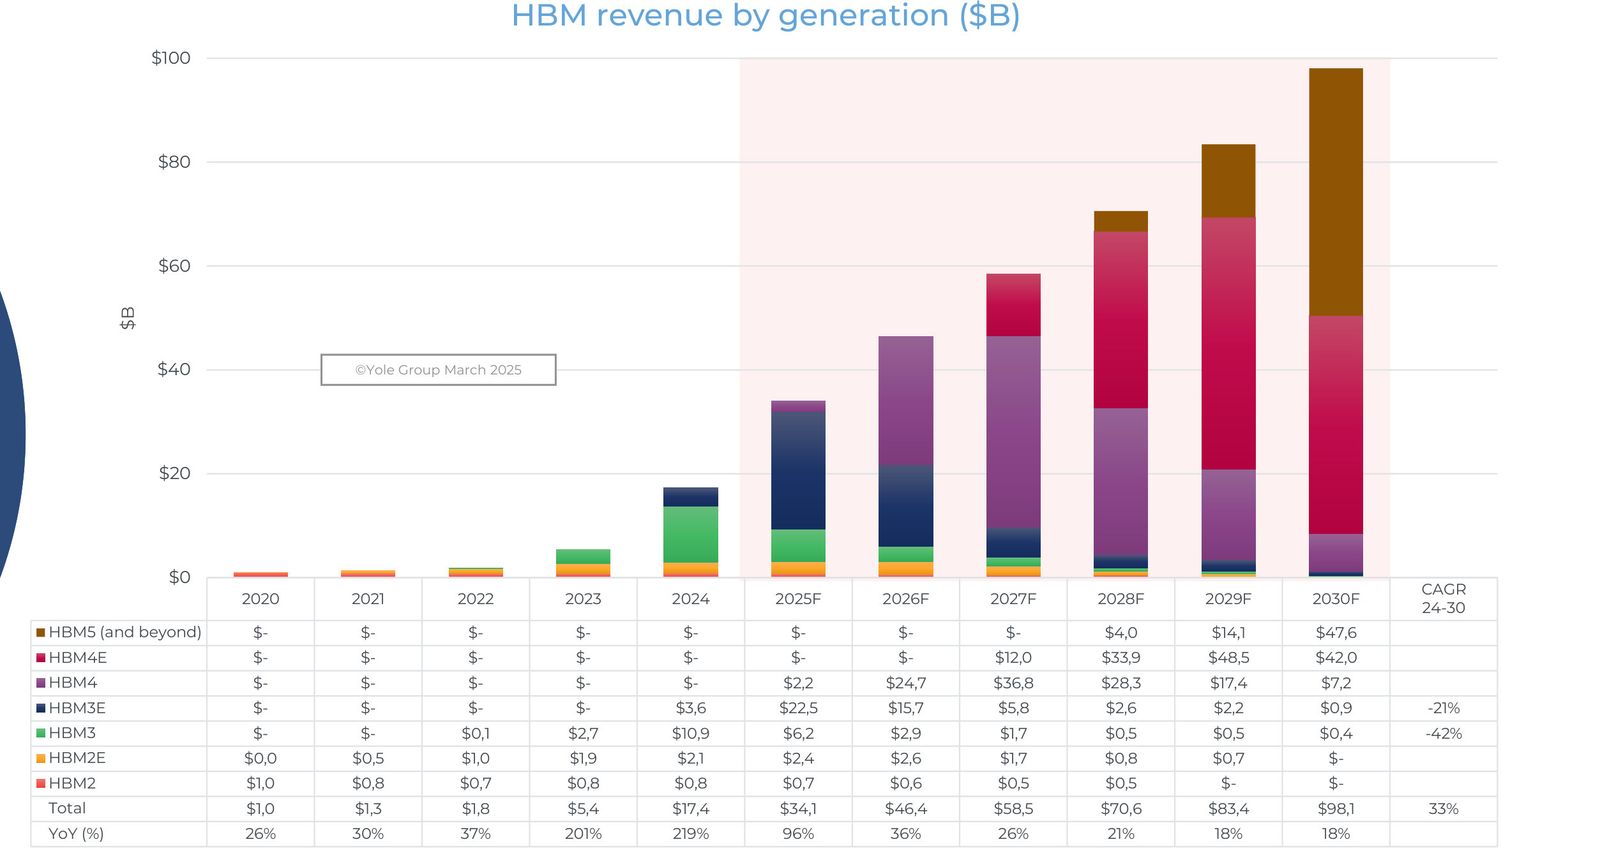 HBM revenue by generation ($B)
$100
$80
$60
$40
$20
$0
$B
©Yole Group March 2025
2020 2021 2022 2023 2024 2025F 2026F 2027F 2028F 2029F 2030F CAGR 24-30
HBM5 (and beyond) $- $- $- $- $- $- $- $- $4,0 $14,1 $47,6
HBM4E $- $- $- $- $- $- $- $12,0 $33,9 $48,5 $42,0
HBM4 $- $- $- $- $- $2,2 $24,7 $36,8 $28,3 $17,4 $7,2
HBM3E $- $- $- $- $3,6 $22,5 $15,7 $5,8 $2,6 $2,2 $0,9 -21%
HBM3 $- $- $0,1 $2,7 $10,9 $6,2 $2,9 $1,7 $0,5 $0,5 $0,4 -42%
HBM2E $0,0 $0,5 $1,0 $1,9 $2,1 $2,4 $2,6 $1,7 $0,8 $0,7 $-
HBM2 $1,0 $0,8 $0,7 $0,8 $0,8 $0,7 $0,6 $0,5 $0,5 $- $-
Total $1,0 $1,3 $1,8 $5,4 $17,4 $34,1 $46,4 $58,5 $70,6 $83,4 $98,1 33%
YoY (%) 26% 30% 37% 201% 219% 96% 36% 26% 21% 18% 18%